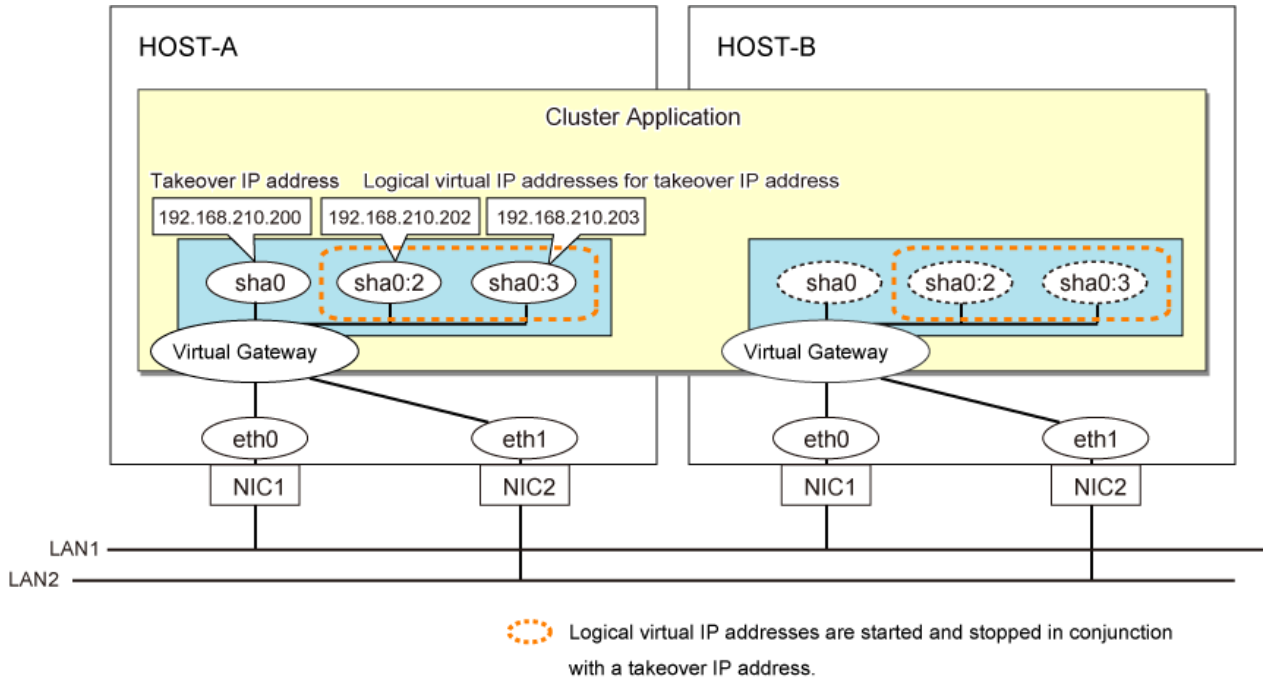 HOST-A
HOST-B
Cluster Application
Takeover IP address
Logical virtual IP addresses for takeover IP address
192.168.210.200
192.168.210.202
192.168.210.203
sha0
sha0:2
sha0:3
sha0
sha0:2
sha0:3
Virtual Gateway
Virtual Gateway
eth0
eth1
eth0
eth1
NIC1
NIC2
NIC1
NIC2
LAN1
LAN2
Logical virtual IP addresses are started and stopped in conjunction
with a takeover IP address.